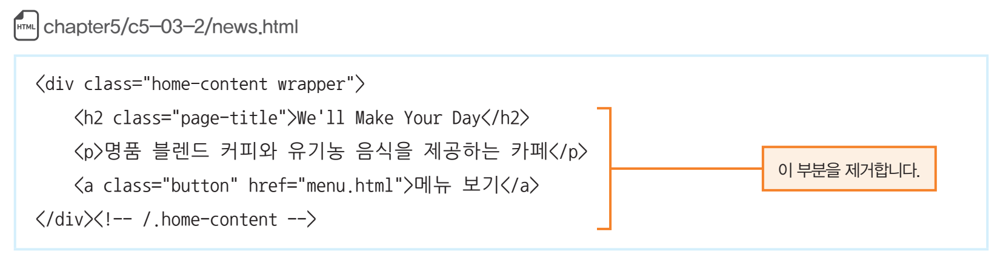 HTML chapter5/c5-03-2/news.html
<div class="home-content wrapper">
<h2 class="page-title">We'll Make Your Day</h2>
<p>명품 블렌드 커피와 유기농 음식을 제공하는 카페</p>
이 부분을 제거합니다.
<a class="button" href="menu.html">메뉴 보기</a>
</div><!-- /.home-content -->